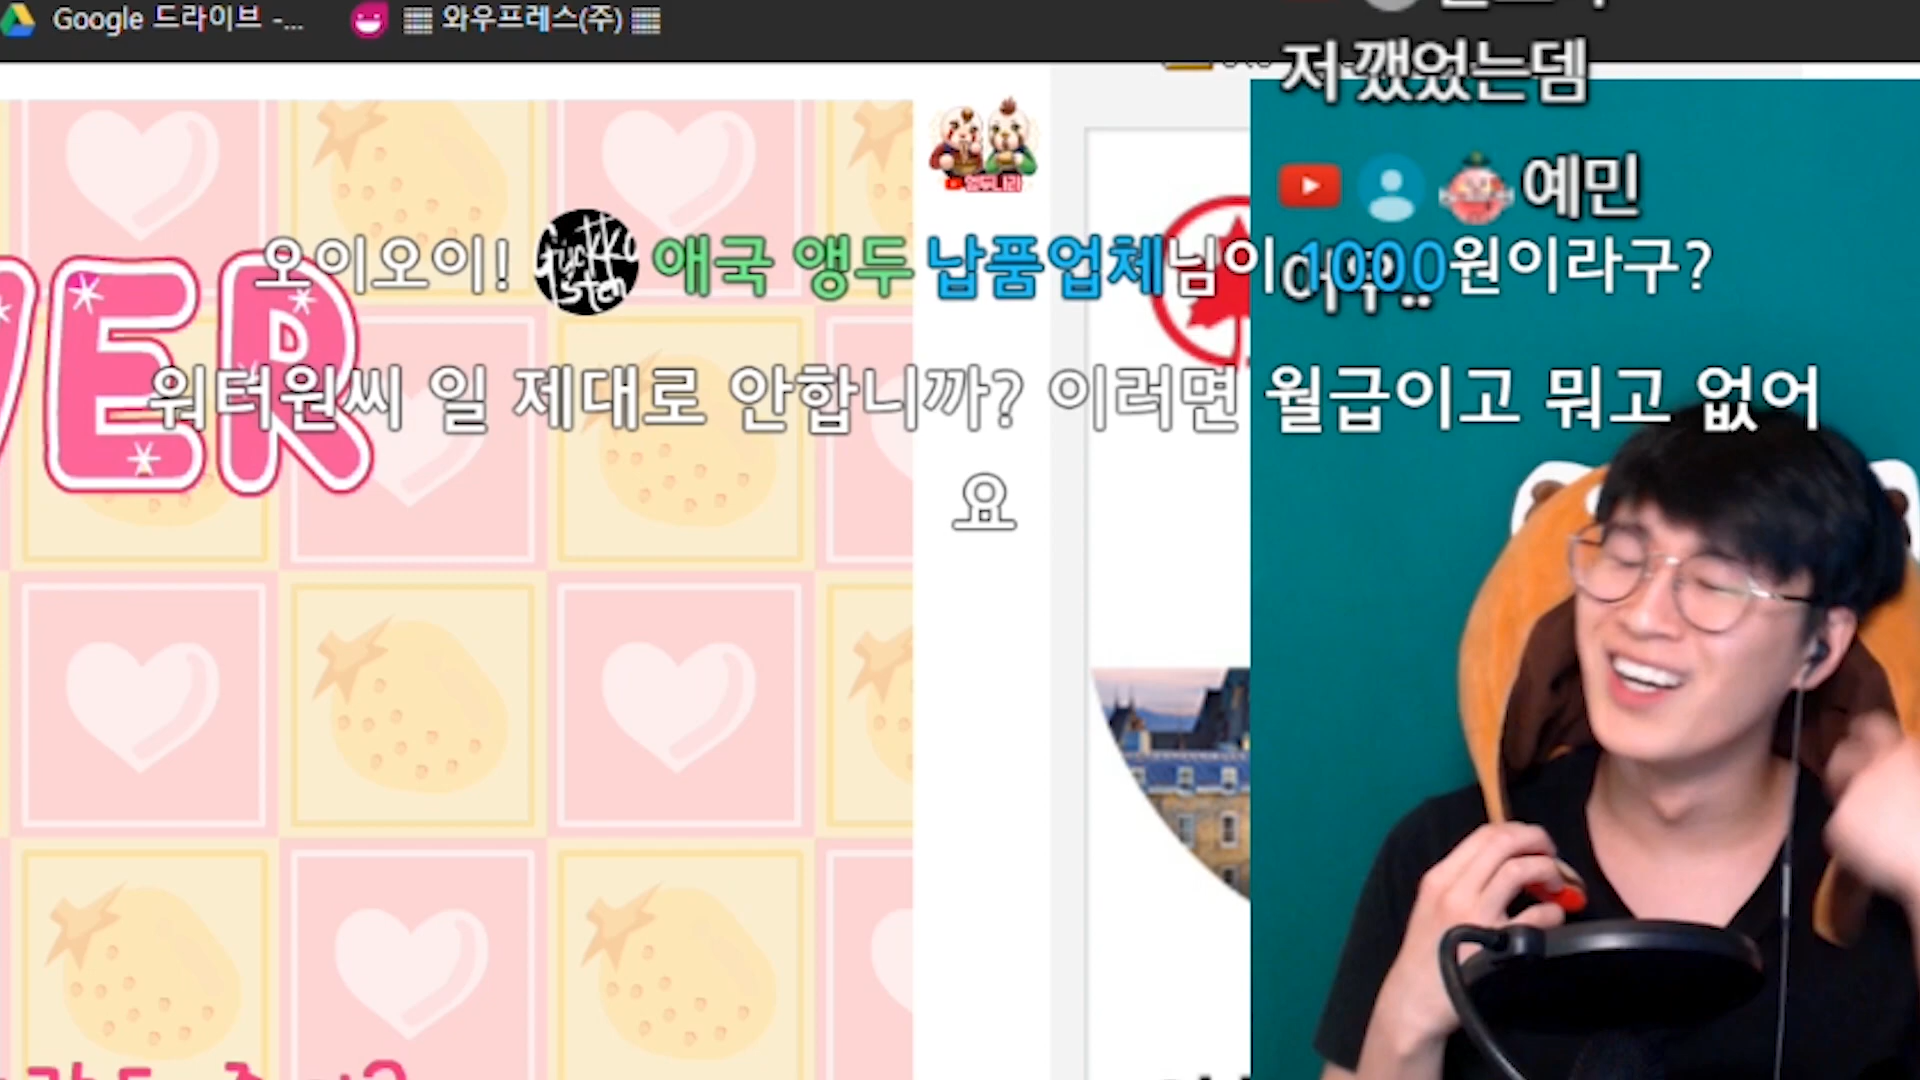 Google 드라이브 -...
▦ 와우프레스(주) ▦
저 깼었는뎀
예민
어우..
오이오이! 애국 앵두 납품업체님이 1000원이라구?
워터원씨 일 제대로 안합니까? 이러면 월급이고 뭐고 없어
요
VER